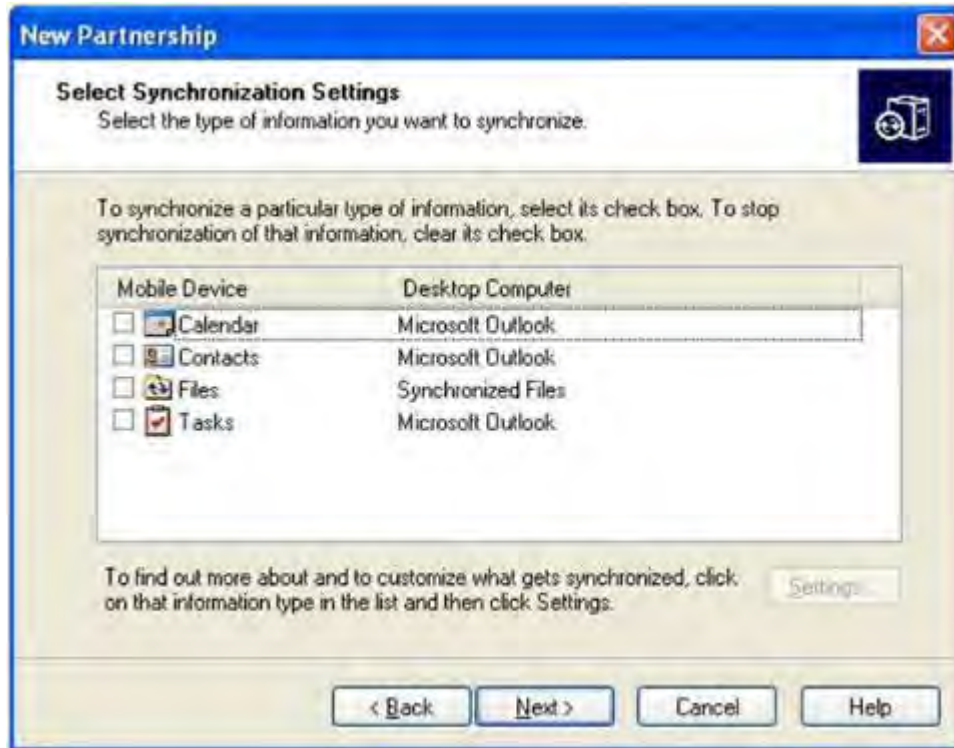 New Partnership
Select Synchronization Settings
Select the type of information you want to synchronize.
To synchronize a particular type of information, select its check box. To stop
synchronization of that information, clear its check box.
Mobile Device Desktop Computer
Calendar Microsoft Outlook
Contacts Microsoft Outlook
Files Synchronized Files
Tasks Microsoft Outlook
To find out more about and to customize what gets synchronized, click
on that information type in the list and then click Settings.
Settings...
< Back Next > Cancel Help